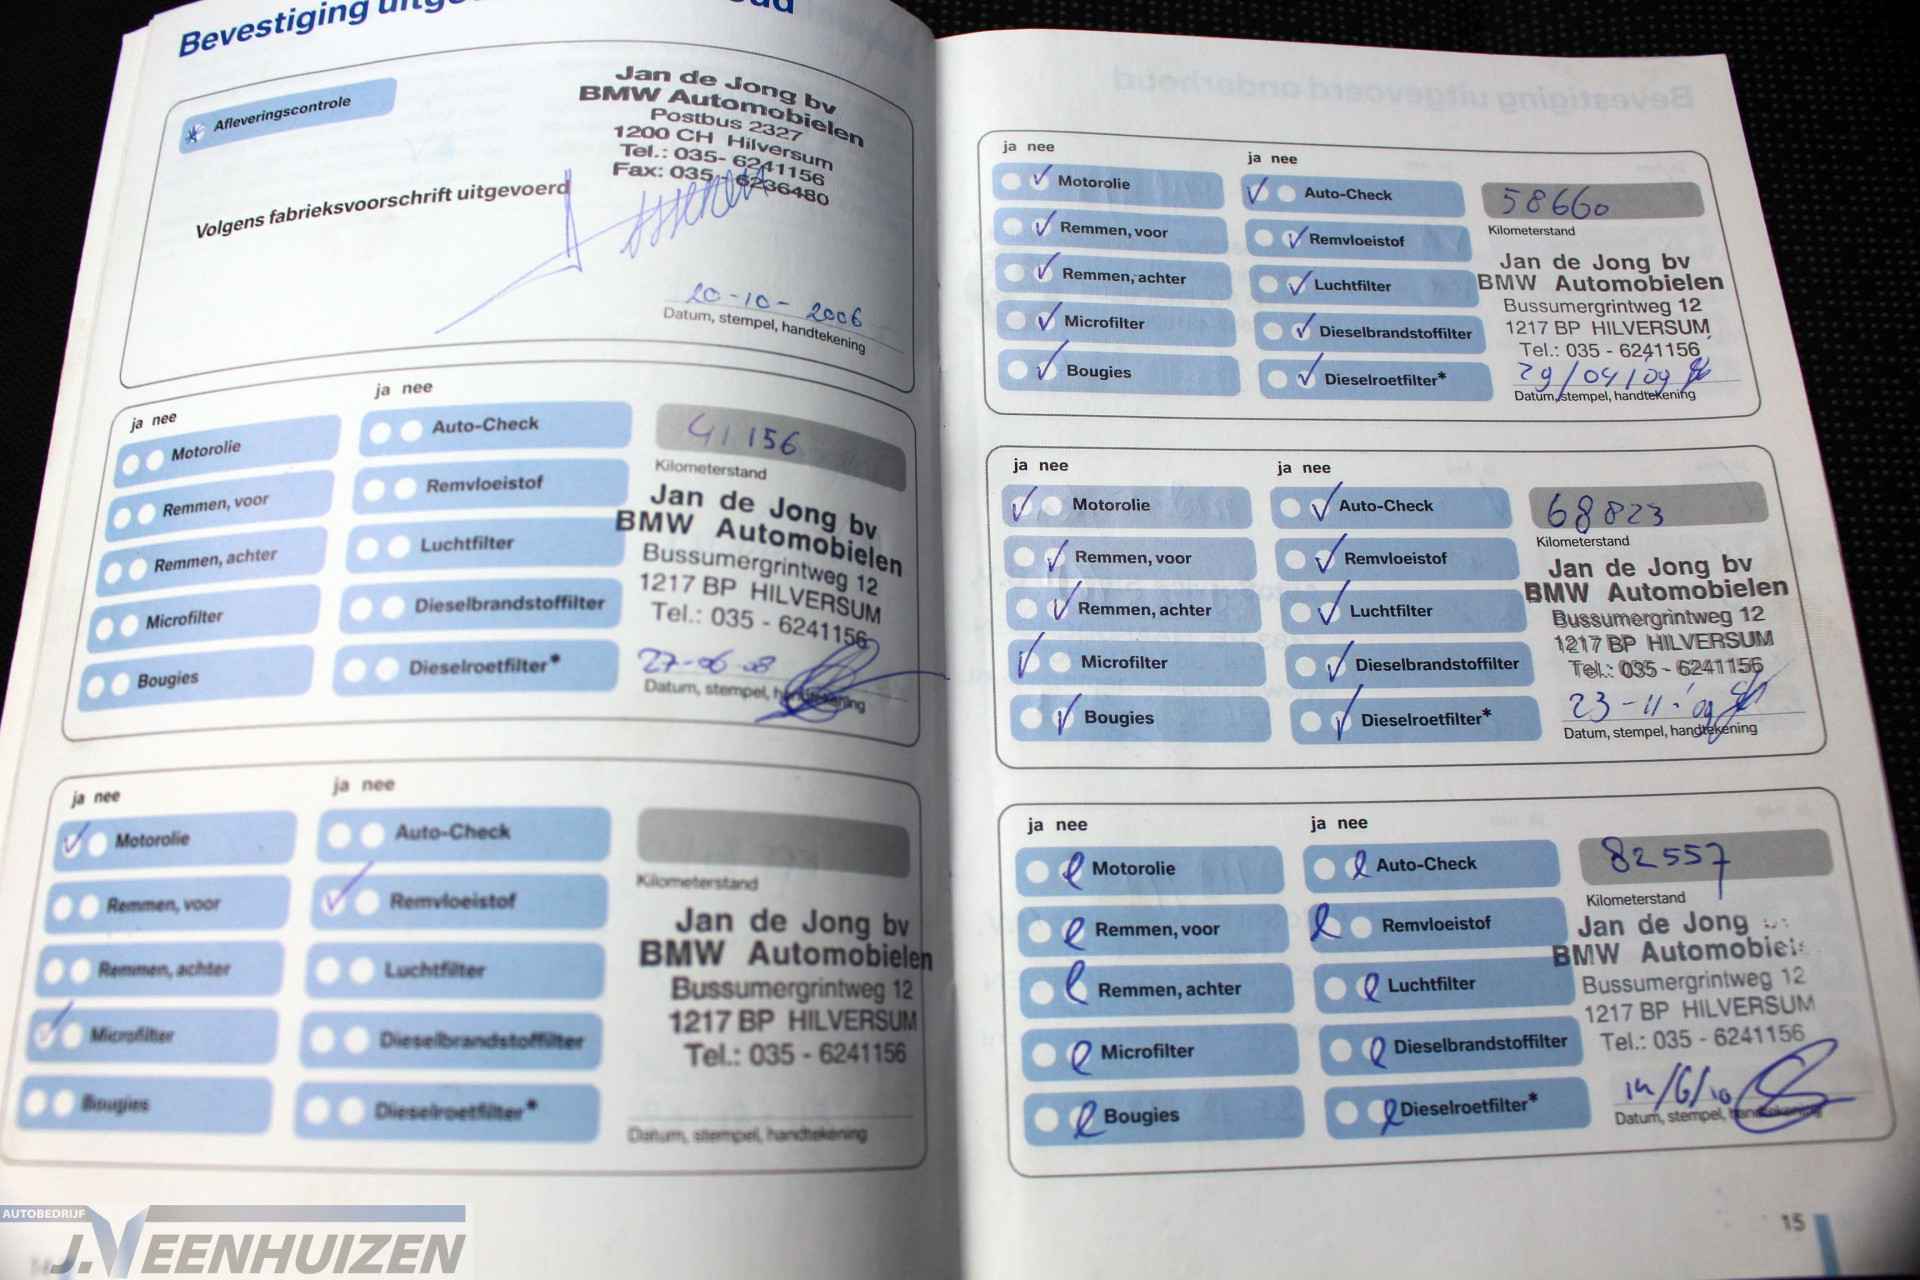 Bevestiging
Afleveringscontrole
Jan de Jong bv
BMW Automobielen
Postbus 2327
1200 CH Hilversum
Tel.: 035- 6241156
Fax: 035 - 6236480
Volgens fabrieksvoorschrift uitgevoerd
20-10-2006
Datum, stempel, handtekening
ja nee
ja nee
Motorolie
Auto-Check
41156
Kilometerstand
Remmen, voor
Remvloeistof
Remmen, achter
Luchtfilter
Microfilter
Dieselbrandstoffilter
Bougies
Dieselroetfilter*
Jan de Jong bv
BMW Automobielen
Bussumergrintweg 12
1217 BP HILVERSUM
Tel.: 035 - 6241156
27-06-08
Datum, stempel, handtekening
ja nee
ja nee
Motorolie
Auto-Check
Kilometerstand
Remmen, voor
Remvloeistof
Remmen, achter
Luchtfilter
Microfilter
Dieselbrandstoffilter
Bougies
Dieselroetfilter*
Jan de Jong bv
BMW Automobielen
Bussumergrintweg 12
1217 BP HILVERSUM
Tel.: 035 - 6241156
Datum, stempel, handtekening
ja nee
ja nee
Motorolie
Auto-Check
58660
Kilometerstand
Remmen, voor
Remvloeistof
Remmen, achter
Luchtfilter
Microfilter
Dieselbrandstoffilter
Bougies
Dieselroetfilter*
Jan de Jong bv
BMW Automobielen
Bussumergrintweg 12
1217 BP HILVERSUM
Tel.: 035 - 6241156
29/04/09
Datum, stempel, handtekening
ja nee
ja nee
Motorolie
Auto-Check
68823
Kilometerstand
Remmen, voor
Remvloeistof
Remmen, achter
Luchtfilter
Microfilter
Dieselbrandstoffilter
Bougies
Dieselroetfilter*
Jan de Jong bv
BMW Automobielen
Bussumergrintweg 12
1217 BP HILVERSUM
Tel.: 035 - 6241156
23-11-'09
Datum, stempel, handtekening
ja nee
ja nee
Motorolie
Auto-Check
82557
Kilometerstand
Remmen, voor
Remvloeistof
Remmen, achter
Luchtfilter
Microfilter
Dieselbrandstoffilter
Bougies
Dieselroetfilter*
Jan de Jong
BMW
Bussumergrintweg 12
1217 BP HILVERSUM
Tel.: 035 - 6241156
Datum, stempel, handtekening
15
AUTOBEDRIJF
J.VEENHUIZEN